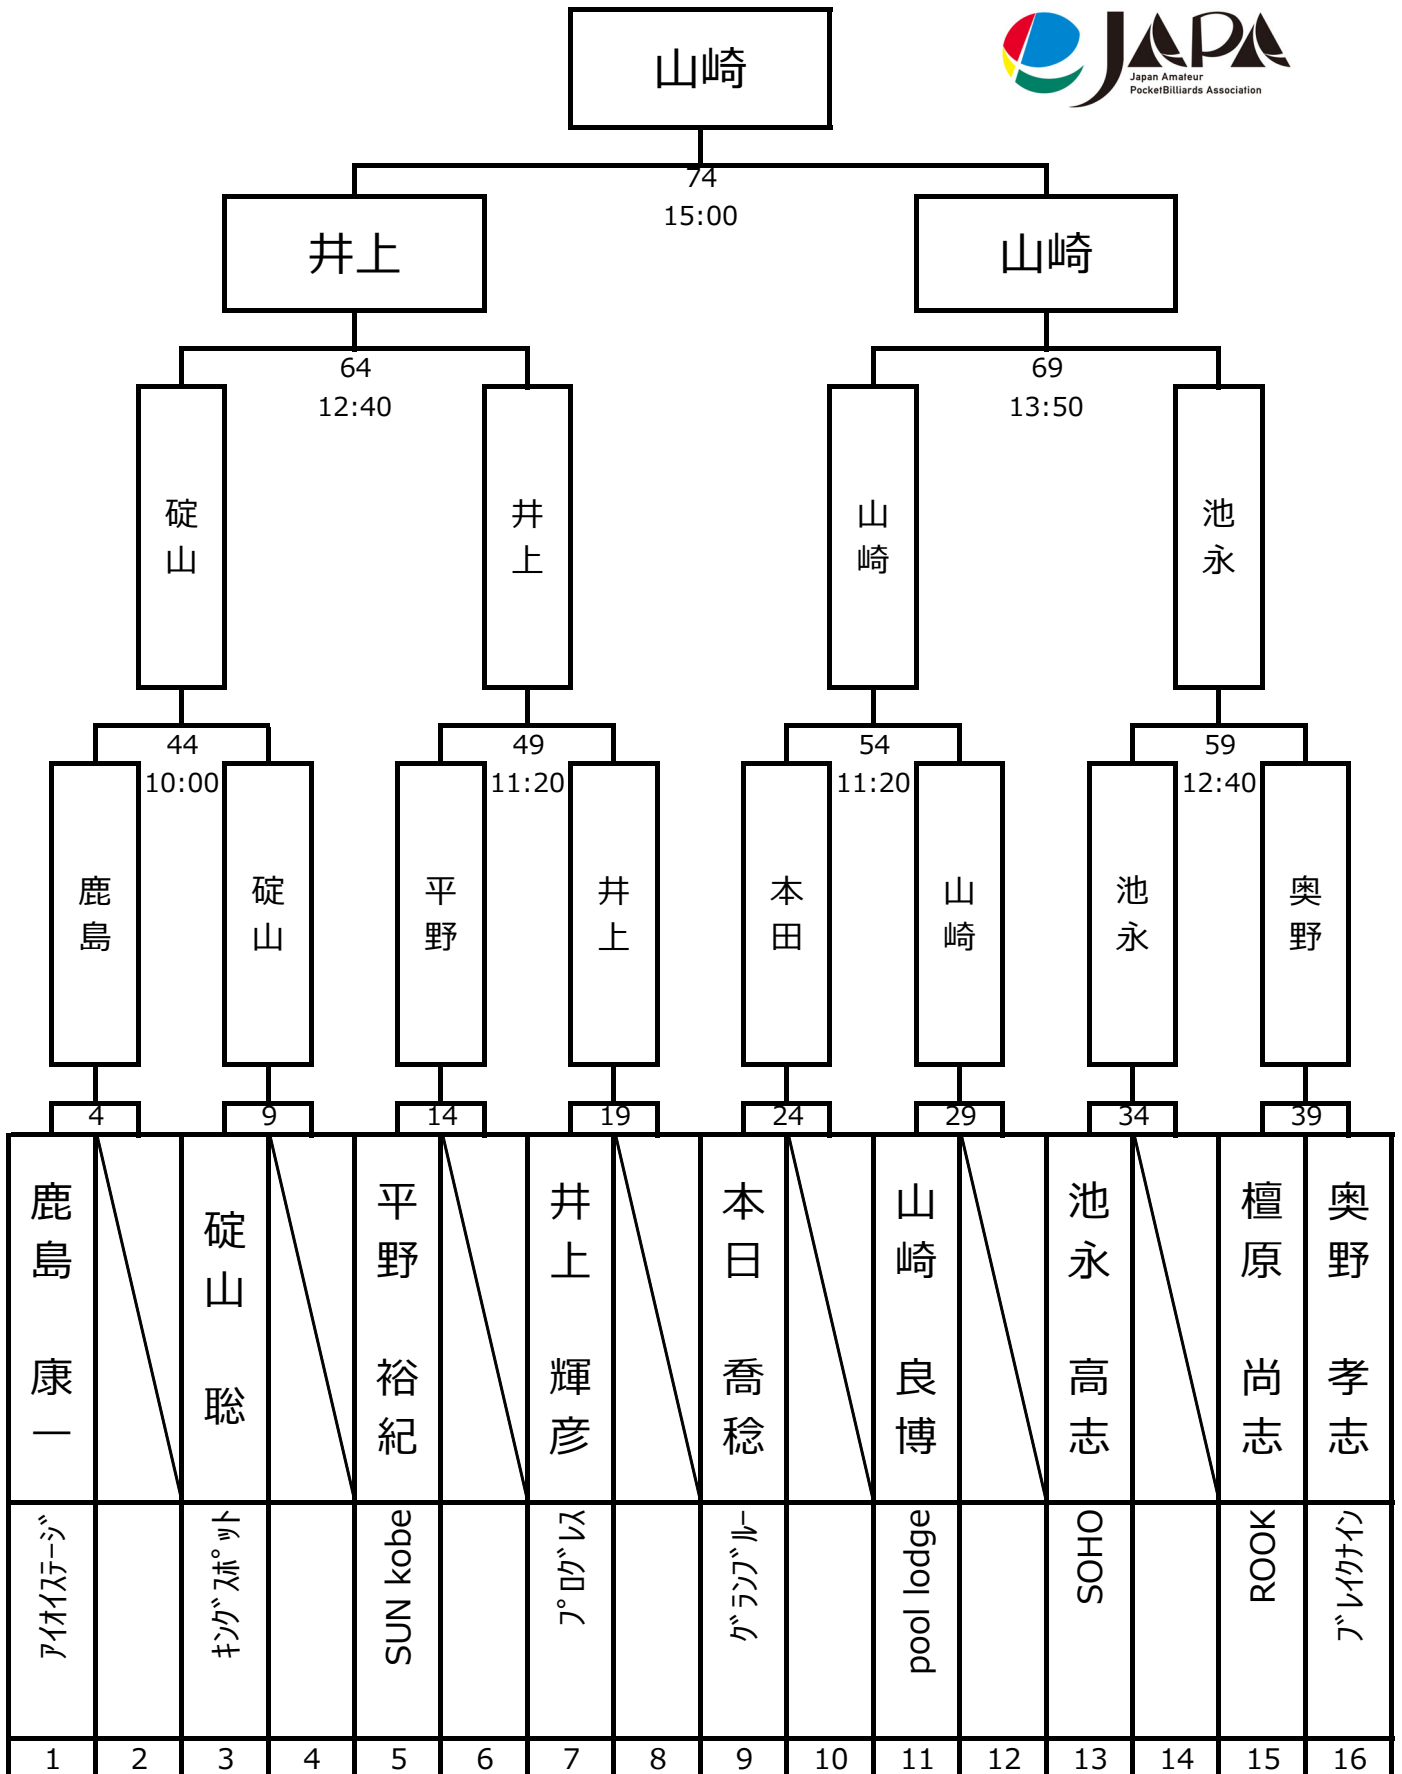 山崎
JAPA
Japan Amateur
PocketBilliards Association
74
15:00
井上
山崎
64
12:40
69
13:50
碇山
井上
山崎
池永
44
10:00
49
11:20
54
11:20
59
12:40
鹿島
碇山
平野
井上
本田
山崎
池永
奥野
4
9
14
19
24
29
34
39
鹿島 康一
碇山 聡
平野 裕紀
井上 輝彦
本日 喬稔
山崎 良博
池永 高志
檀原 尚志
奥野 孝志
ｱｲｵｲｽﾃｰｼﾞ
ｷﾝｸﾞｽﾎﾟｯﾄ
SUN kobe
ﾌﾟﾛｸﾞﾚｽ
ｸﾞﾗﾝﾌﾞﾙｰ
pool lodge
SOHO
ROOK
ﾌﾞﾚｲｸﾅｲﾝ
1 2 3 4 5 6 7 8 9 10 11 12 13 14 15 16